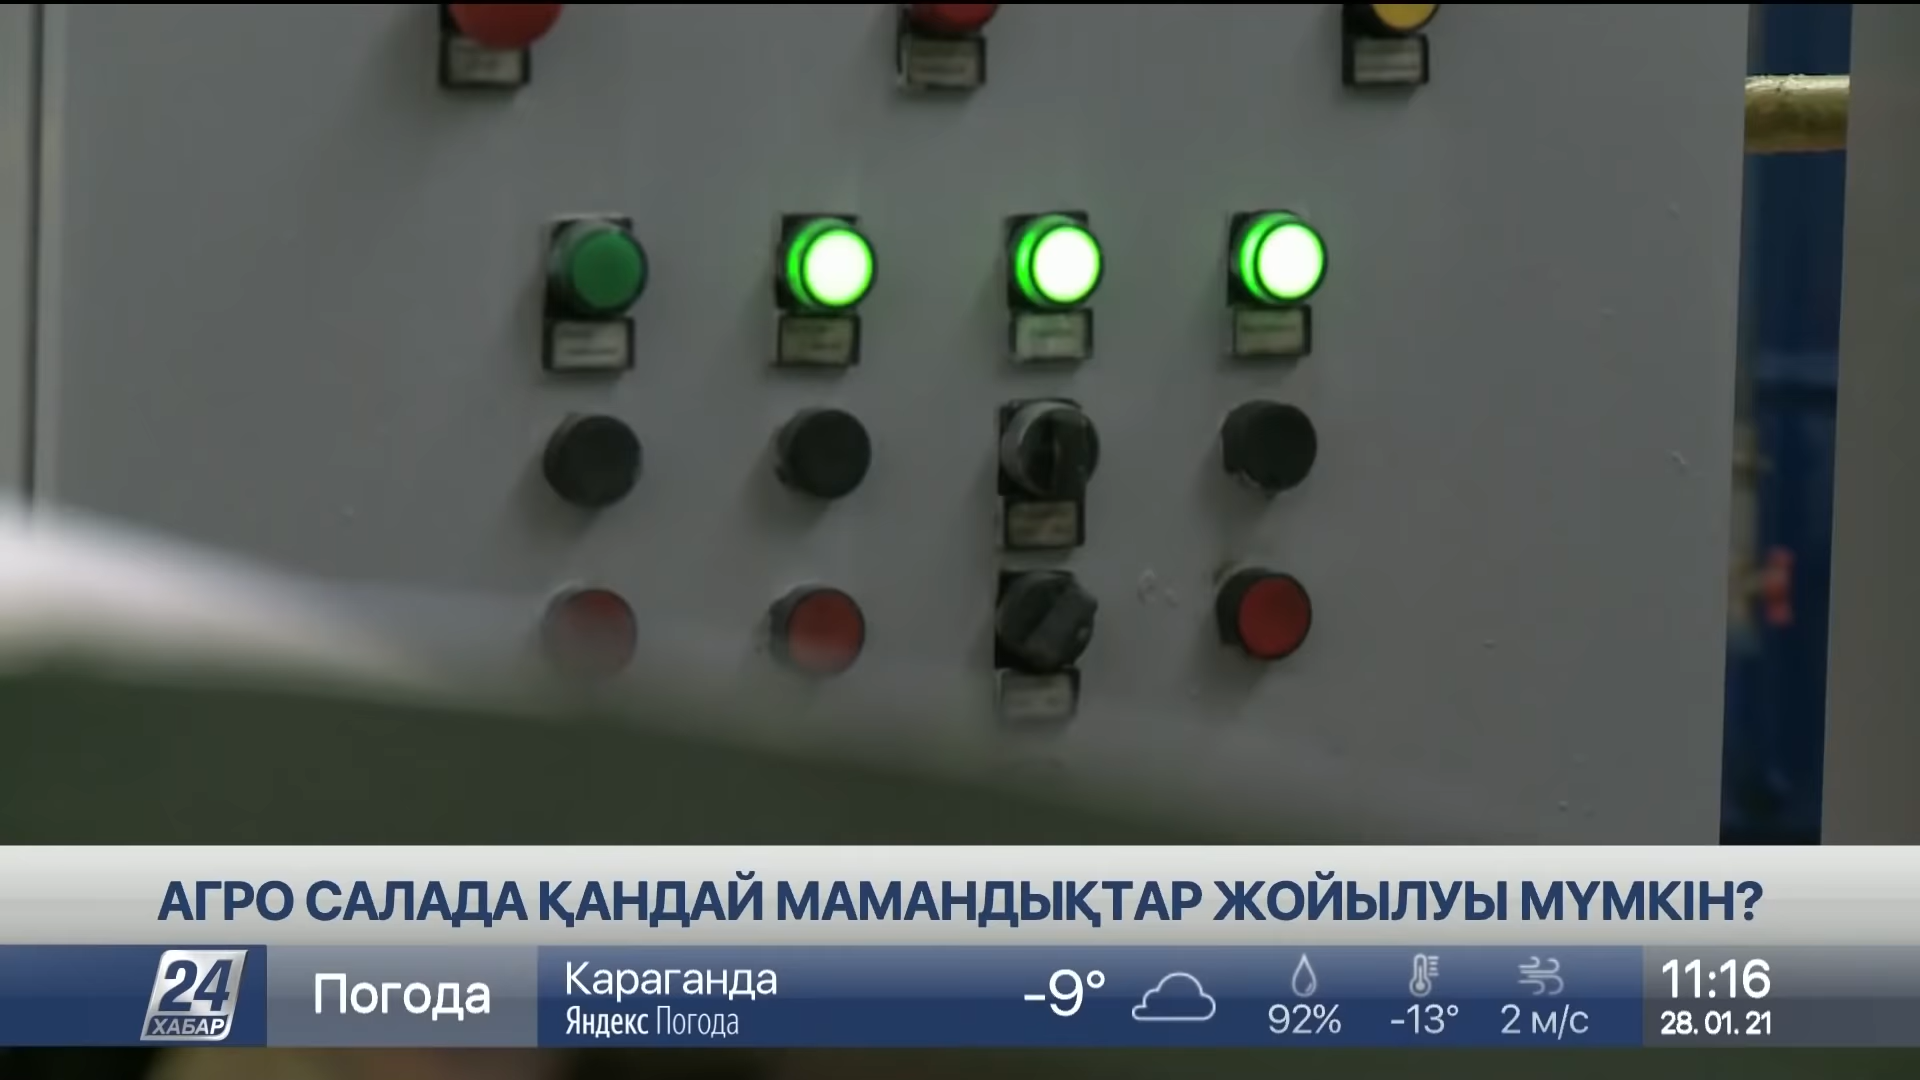 АГРО САЛАДА ҚАНДАЙ МАМАНДЫҚТАР ЖОЙЫЛУЫ МҮМКІН?
24
ХАБАР
Погода
Караганда
Яндекс Погода
-9°
92%
-13°
2 м/с
11:16
28. 01. 21